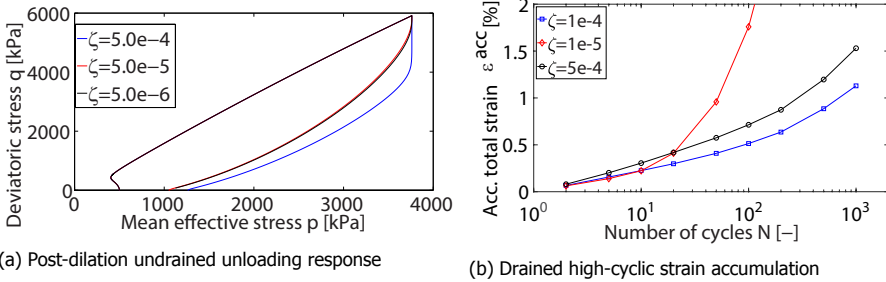 6000
4000
2000
0
Deviatoric stress q [kPa]
ζ=5.0e−4
ζ=5.0e−5
ζ=5.0e−6
0
1000
2000
3000
4000
Mean effective stress p [kPa]
(a) Post-dilation undrained unloading response
2
1.5
1
0.5
0
Acc. total strain ε^acc [%]
ζ=1e-4
ζ=1e-5
ζ=5e-4
10^0
10^1
10^2
10^3
Number of cycles N [−]
(b) Drained high-cyclic strain accumulation